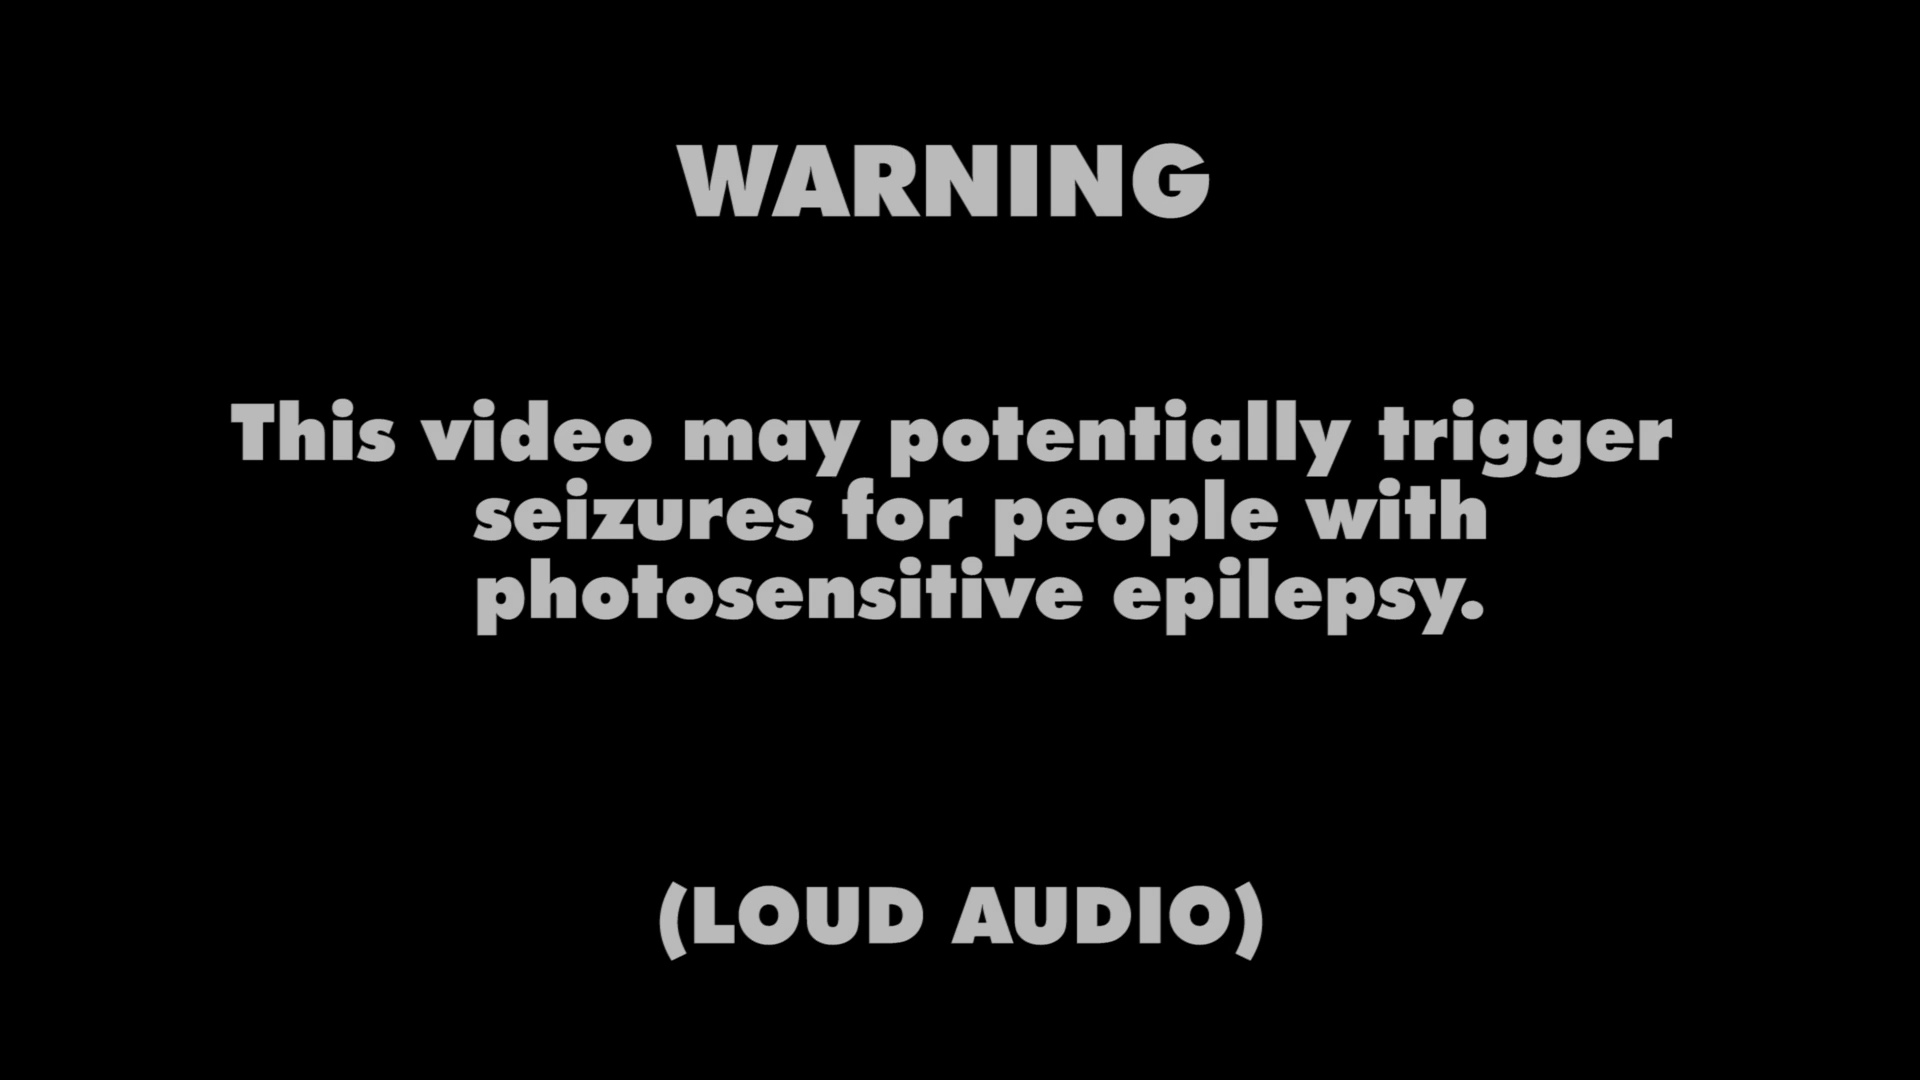 WARNING
This video may potentially trigger
seizures for people with
photosensitive epilepsy.
(LOUD AUDIO)